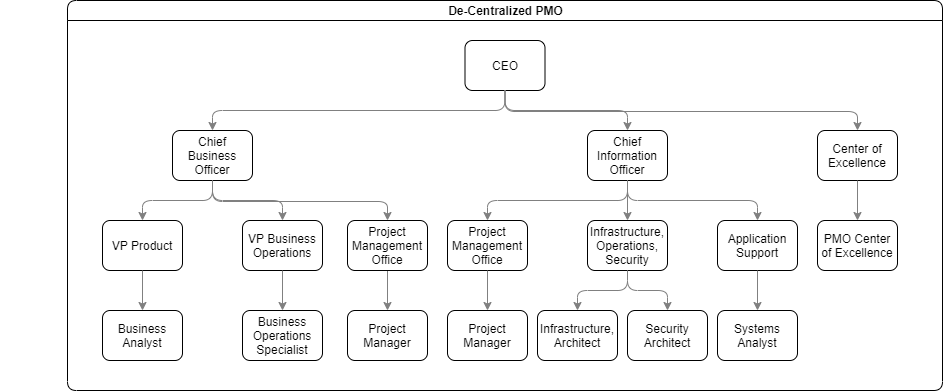 De-Centralized PMO
CEO
Chief
Business
Officer
Chief
Information
Officer
Center of
Excellence
VP Product
VP Business
Operations
Project
Management
Office
Project
Management
Office
Infrastructure,
Operations,
Security
Application
Support
PMO Center
of Excellence
Business
Analyst
Business
Operations
Specialist
Project
Manager
Project
Manager
Infrastructure,
Architect
Security
Architect
Systems
Analyst